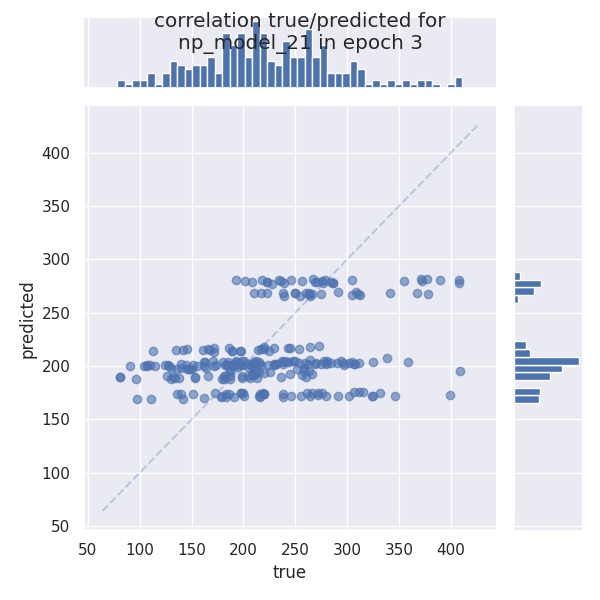 correlation true/predicted for
np_model_21 in epoch 3
400
350
300
250
200
150
100
50
predicted
50 100 150 200 250 300 350 400
true